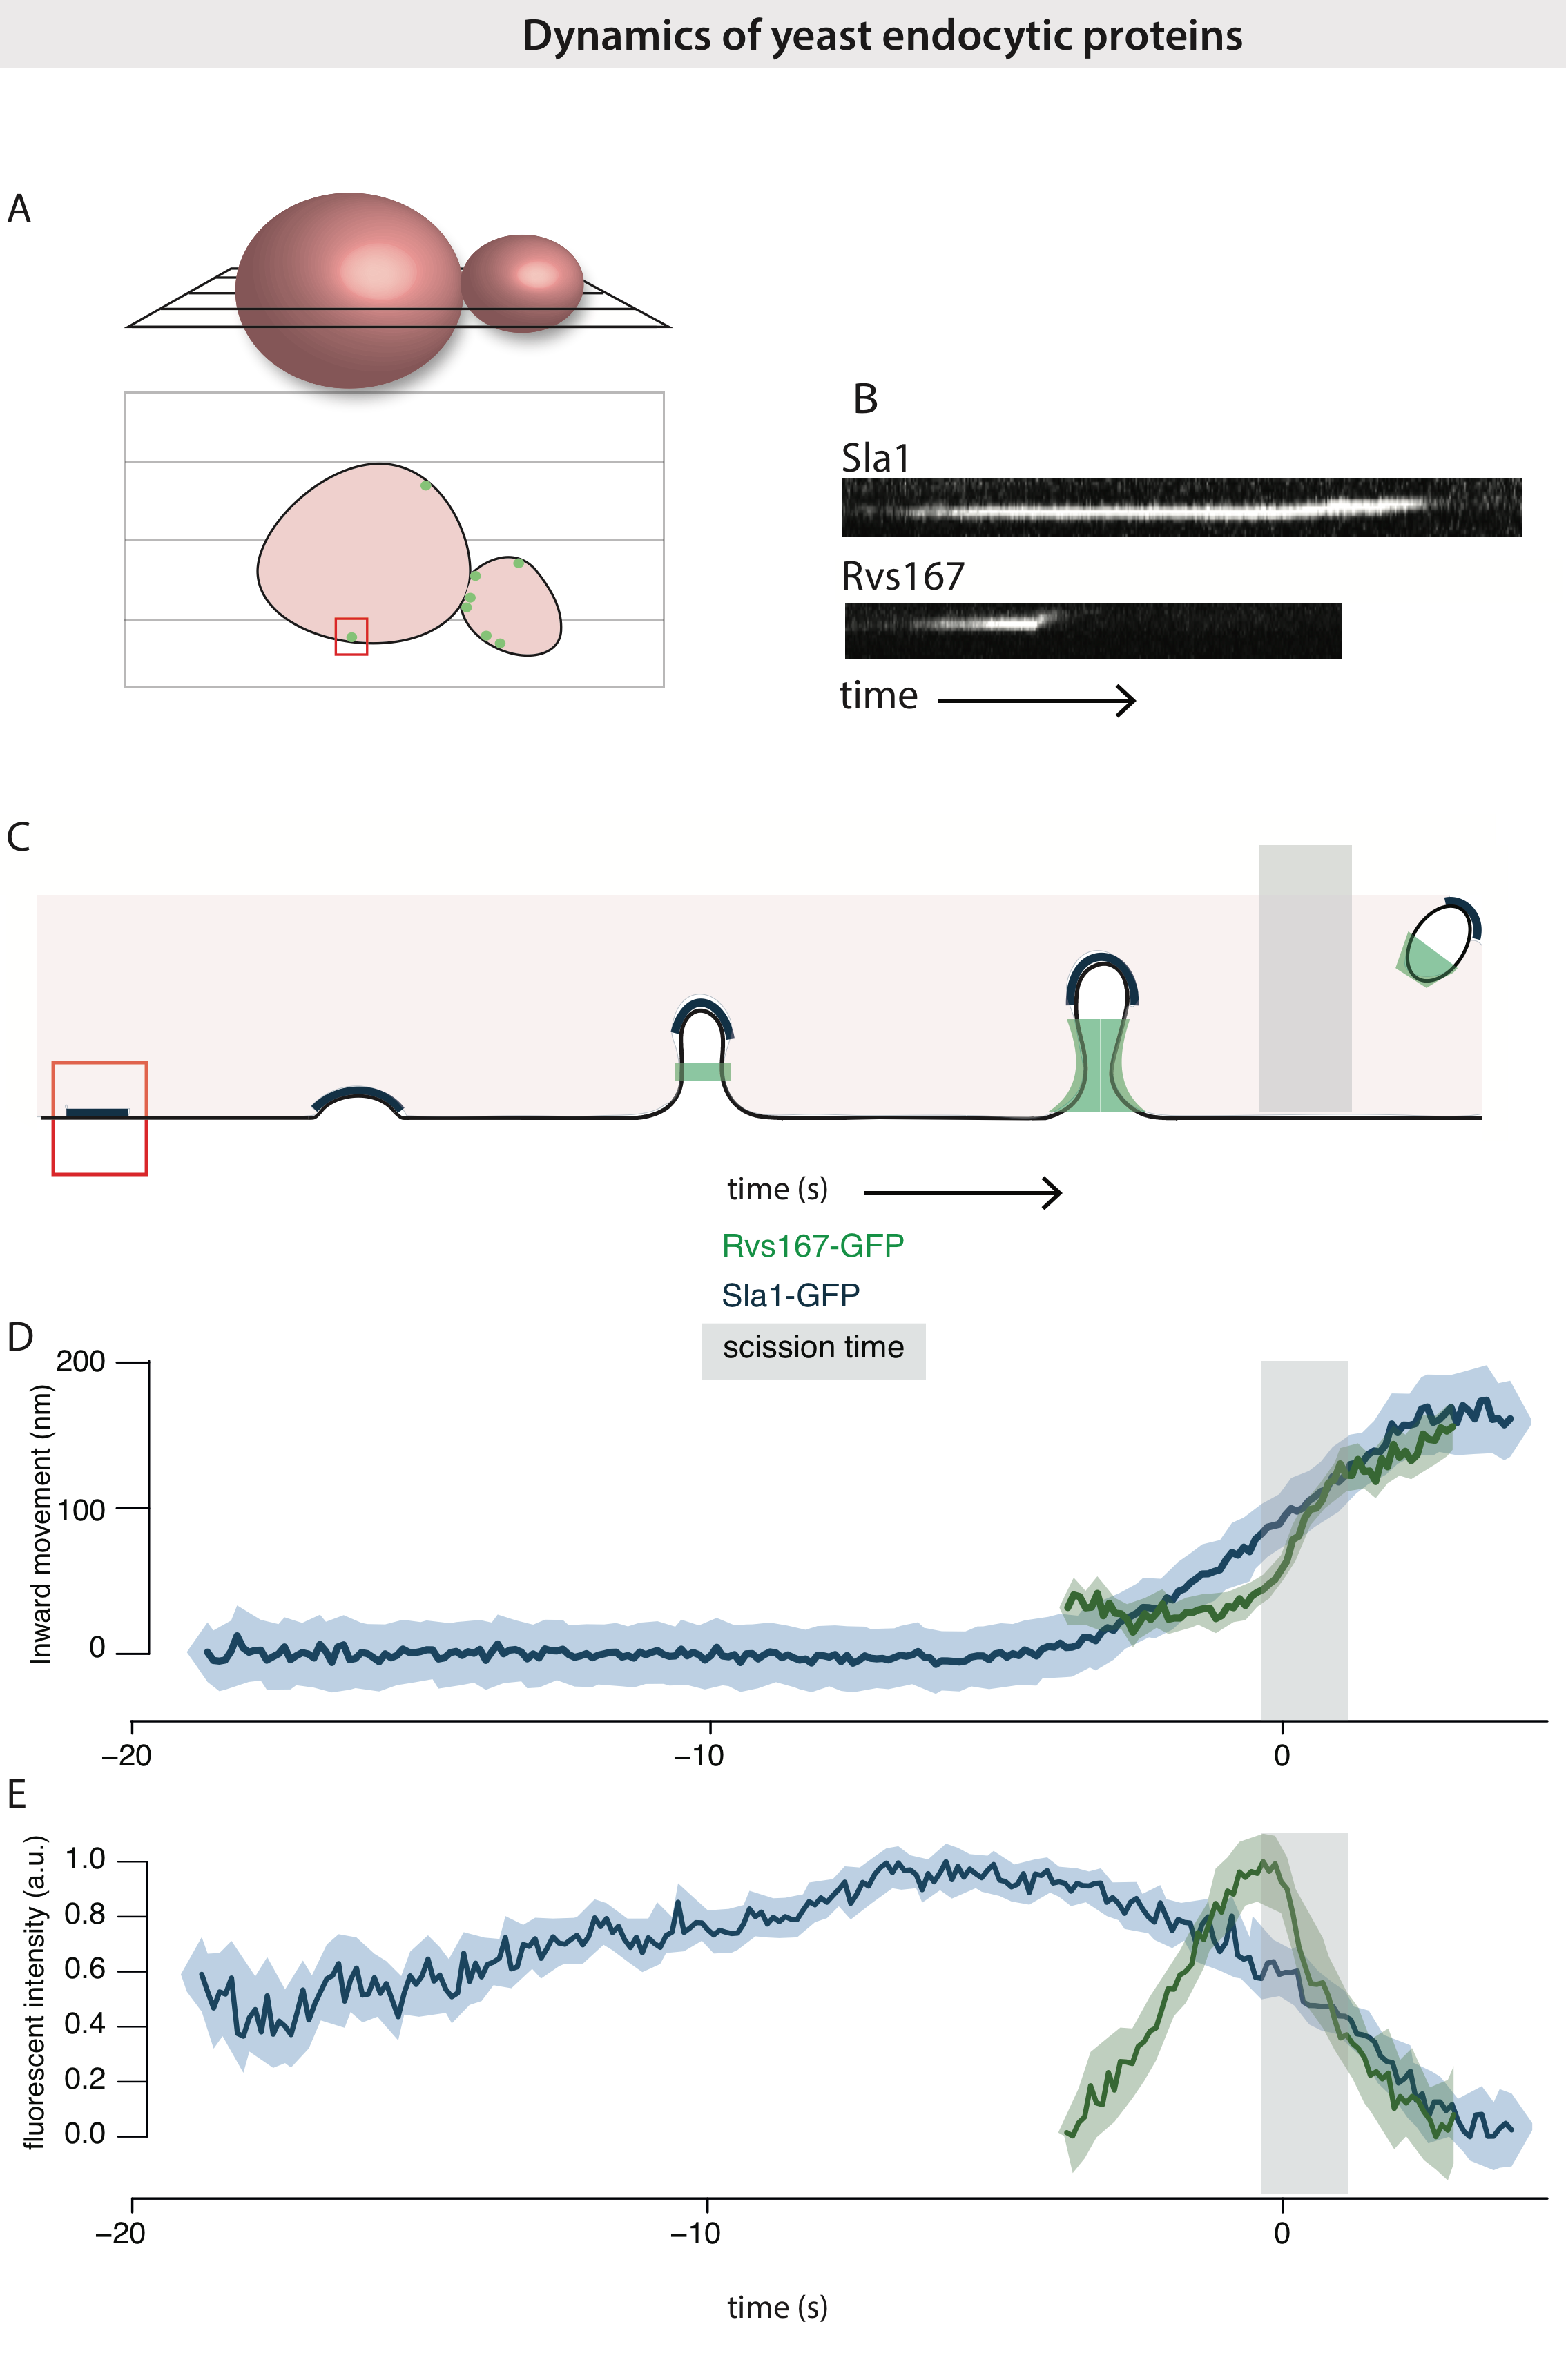 Dynamics of yeast endocytic proteins
A
B
Sla1
Rvs167
time
C
time (s)
Rvs167-GFP
Sla1-GFP
scission time
D
Inward movement (nm)
200
100
0
−20
−10
0
E
fluorescent intensity (a.u.)
1.0
0.8
0.6
0.4
0.2
0.0
−20
−10
0
time (s)